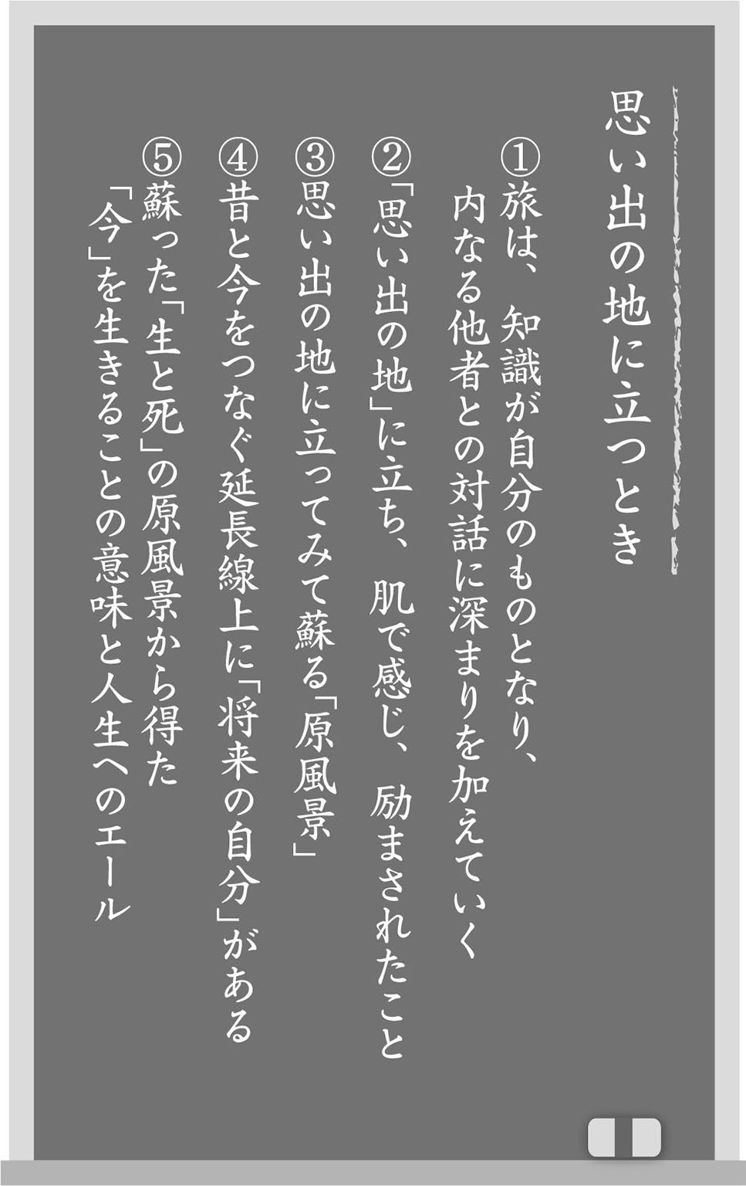 思い出の地に立つとき
①旅は、知識が自分のものとなり、
内なる他者との対話に深まりを加えていく
②「思い出の地」に立ち、肌で感じ、励まされたこと
③思い出の地に立ってみて蘇る「原風景」
④昔と今をつなぐ延長線上に「将来の自分」がある
⑤蘇った「生と死」の原風景から得た
「今」を生きることの意味と人生へのエール